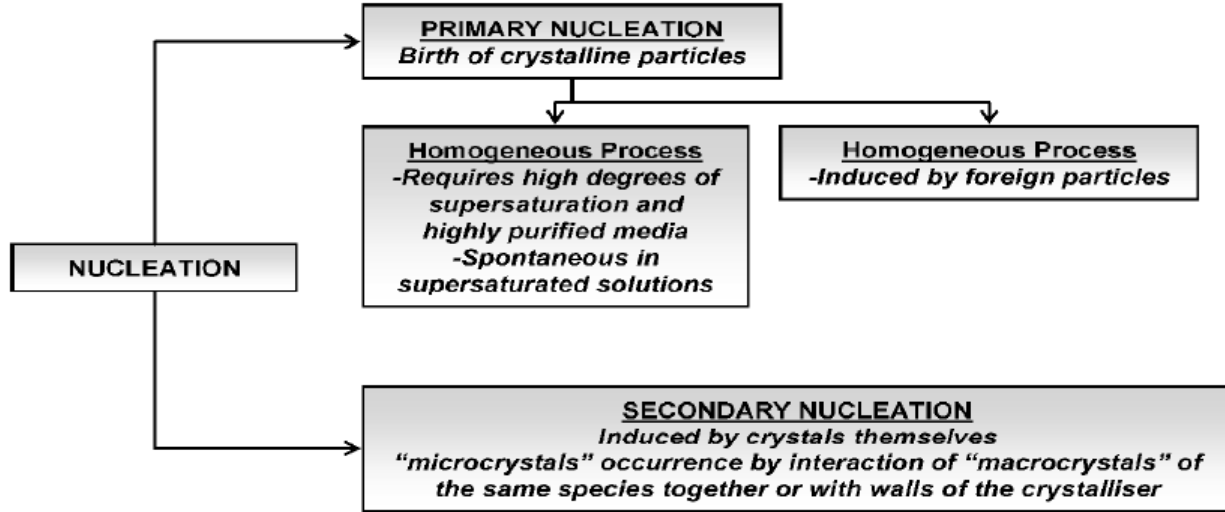 PRIMARY NUCLEATION
Birth of crystalline particles
Homogeneous Process
-Requires high degrees of
supersaturation and
highly purified media
-Spontaneous in
supersaturated solutions
Homogeneous Process
-Induced by foreign particles
NUCLEATION
SECONDARY NUCLEATION
Induced by crystals themselves
“microcrystals” occurrence by interaction of “macrocrystals” of
the same species together or with walls of the crystalliser